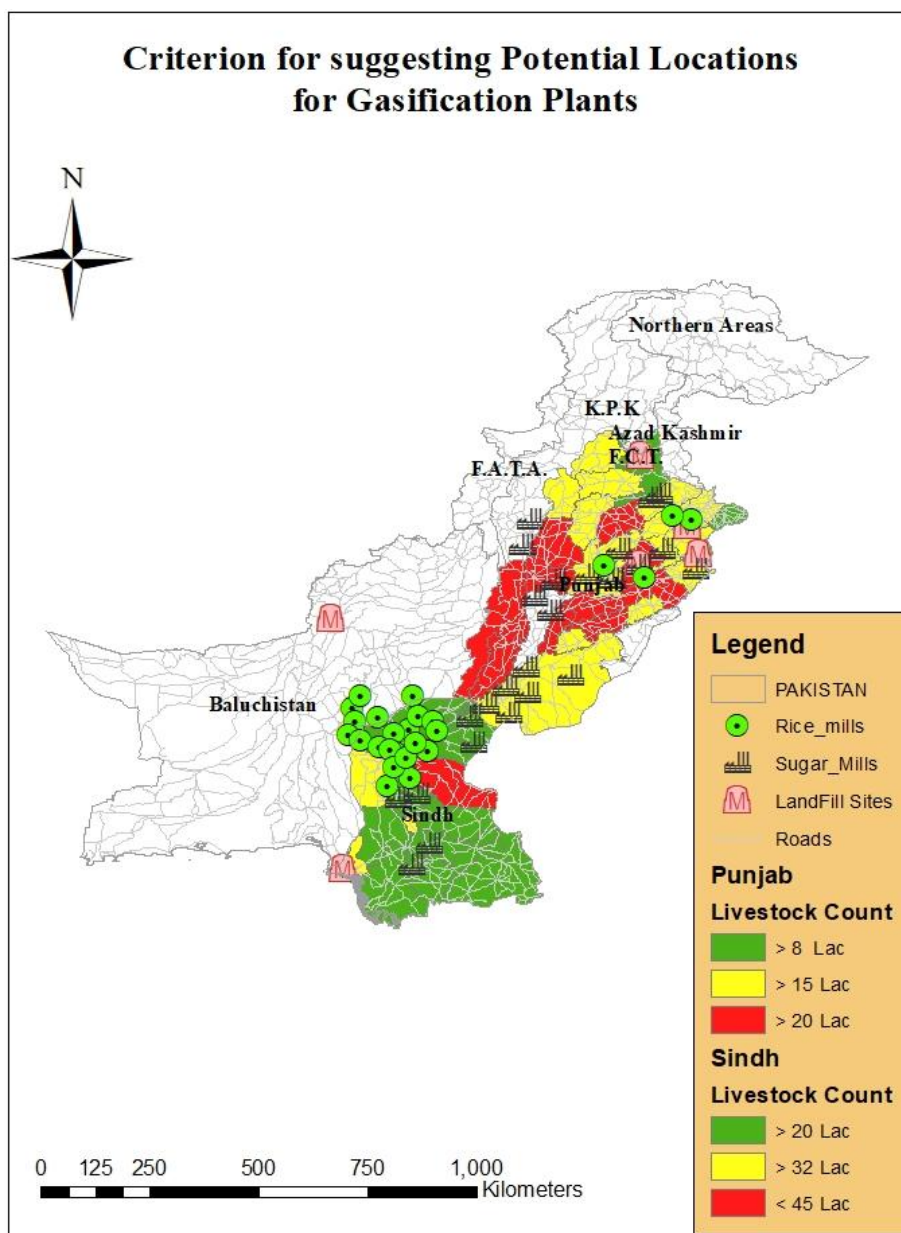 Criterion for suggesting Potential Locations
for Gasification Plants
N
Northern Areas
K.P.K
Azad Kashmir
F.C.T.
F.A.T.A.
Punjab
Baluchistan
Sindh
Legend
PAKISTAN
Rice_mills
Sugar_Mills
M LandFill Sites
Roads
Punjab
Livestock Count
> 8 Lac
> 15 Lac
> 20 Lac
Sindh
Livestock Count
> 20 Lac
> 32 Lac
< 45 Lac
0 125 250 500 750 1,000
Kilometers